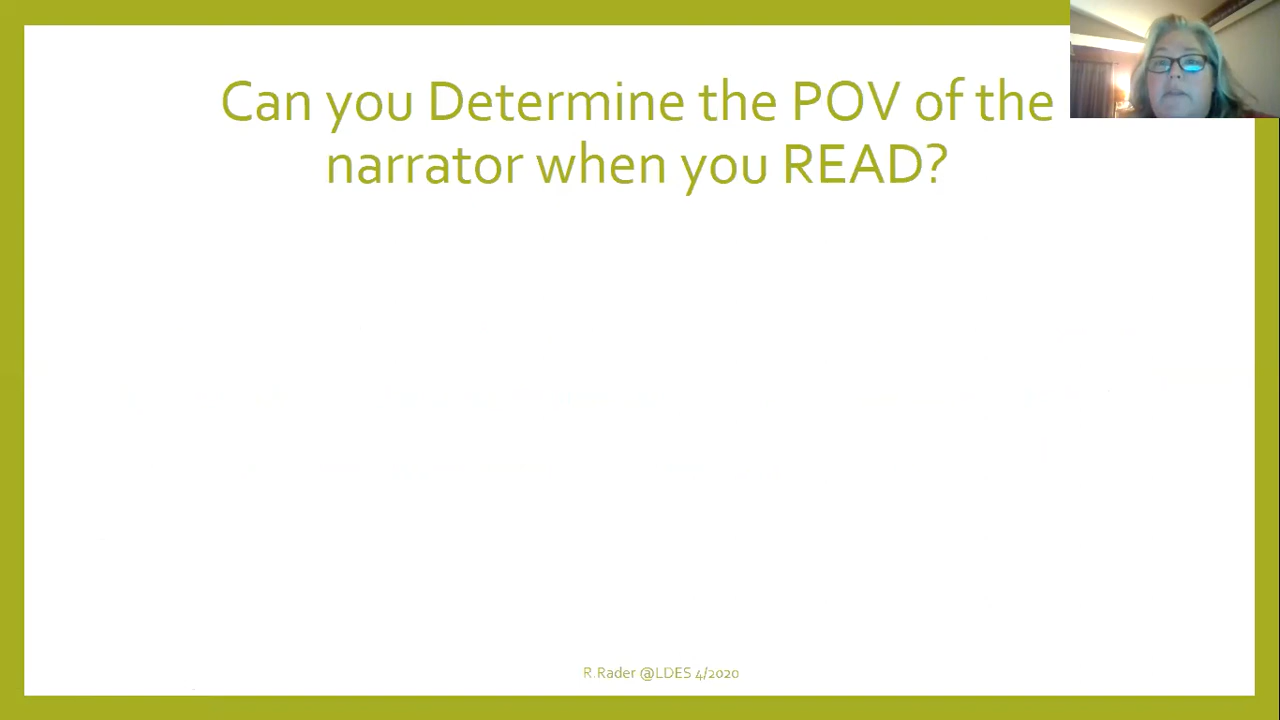 Can you Determine the POV of the
narrator when you READ?
R.Rader @LDES 4/2020